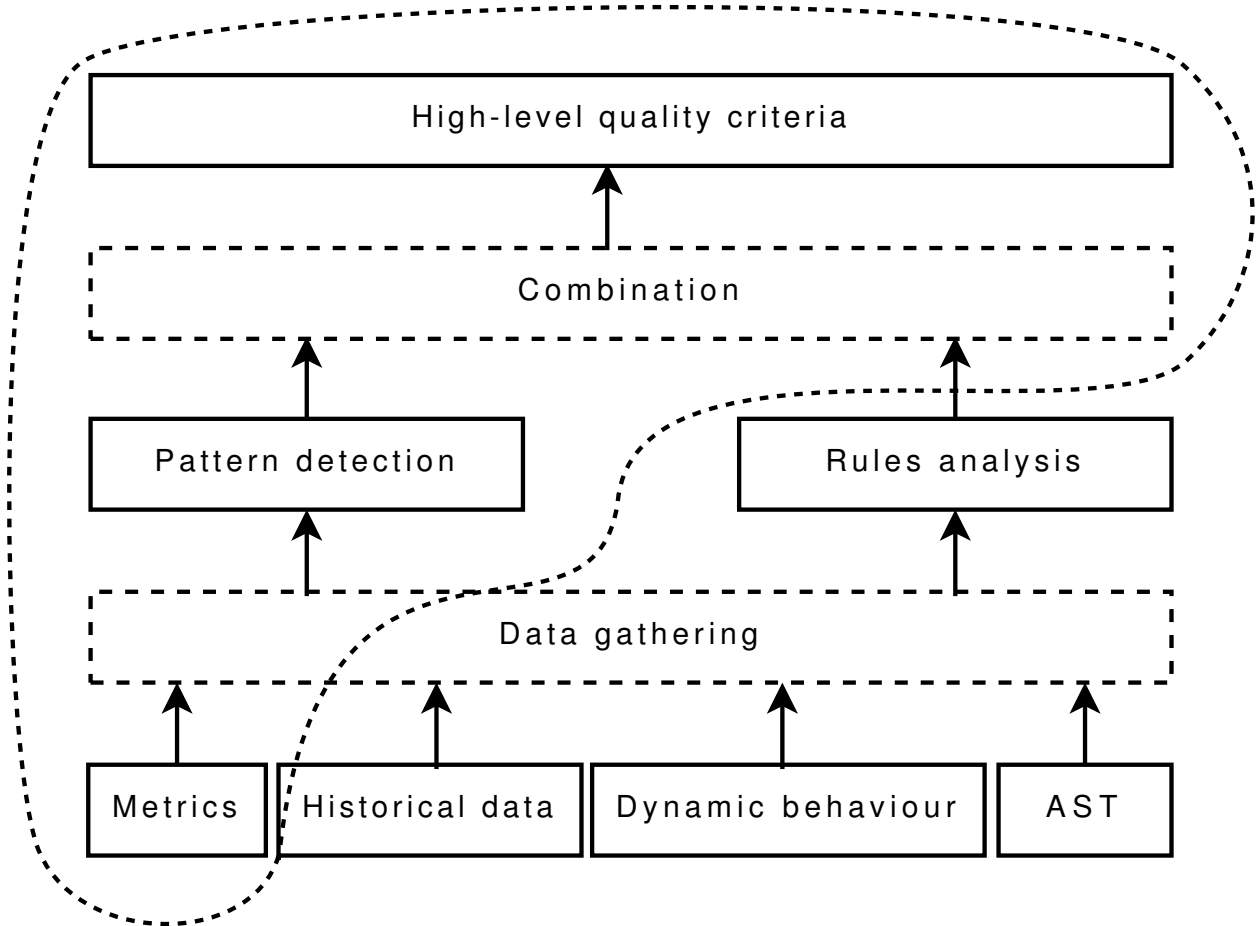 High-level quality criteria
Combination
Pattern detection
Rules analysis
Data gathering
Metrics
Historical data
Dynamic behaviour
AST